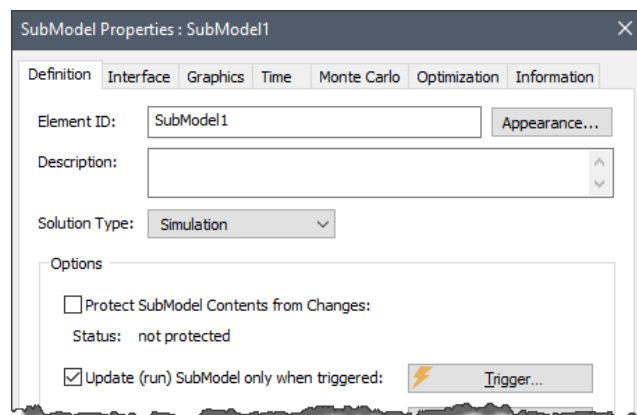 SubModel Properties : SubModel1
Definition Interface Graphics Time Monte Carlo Optimization Information
Element ID: SubModel1 Appearance...
Description:
Solution Type: Simulation
Options
Protect SubModel Contents from Changes:
Status: not protected
Update (run) SubModel only when triggered: Trigger...